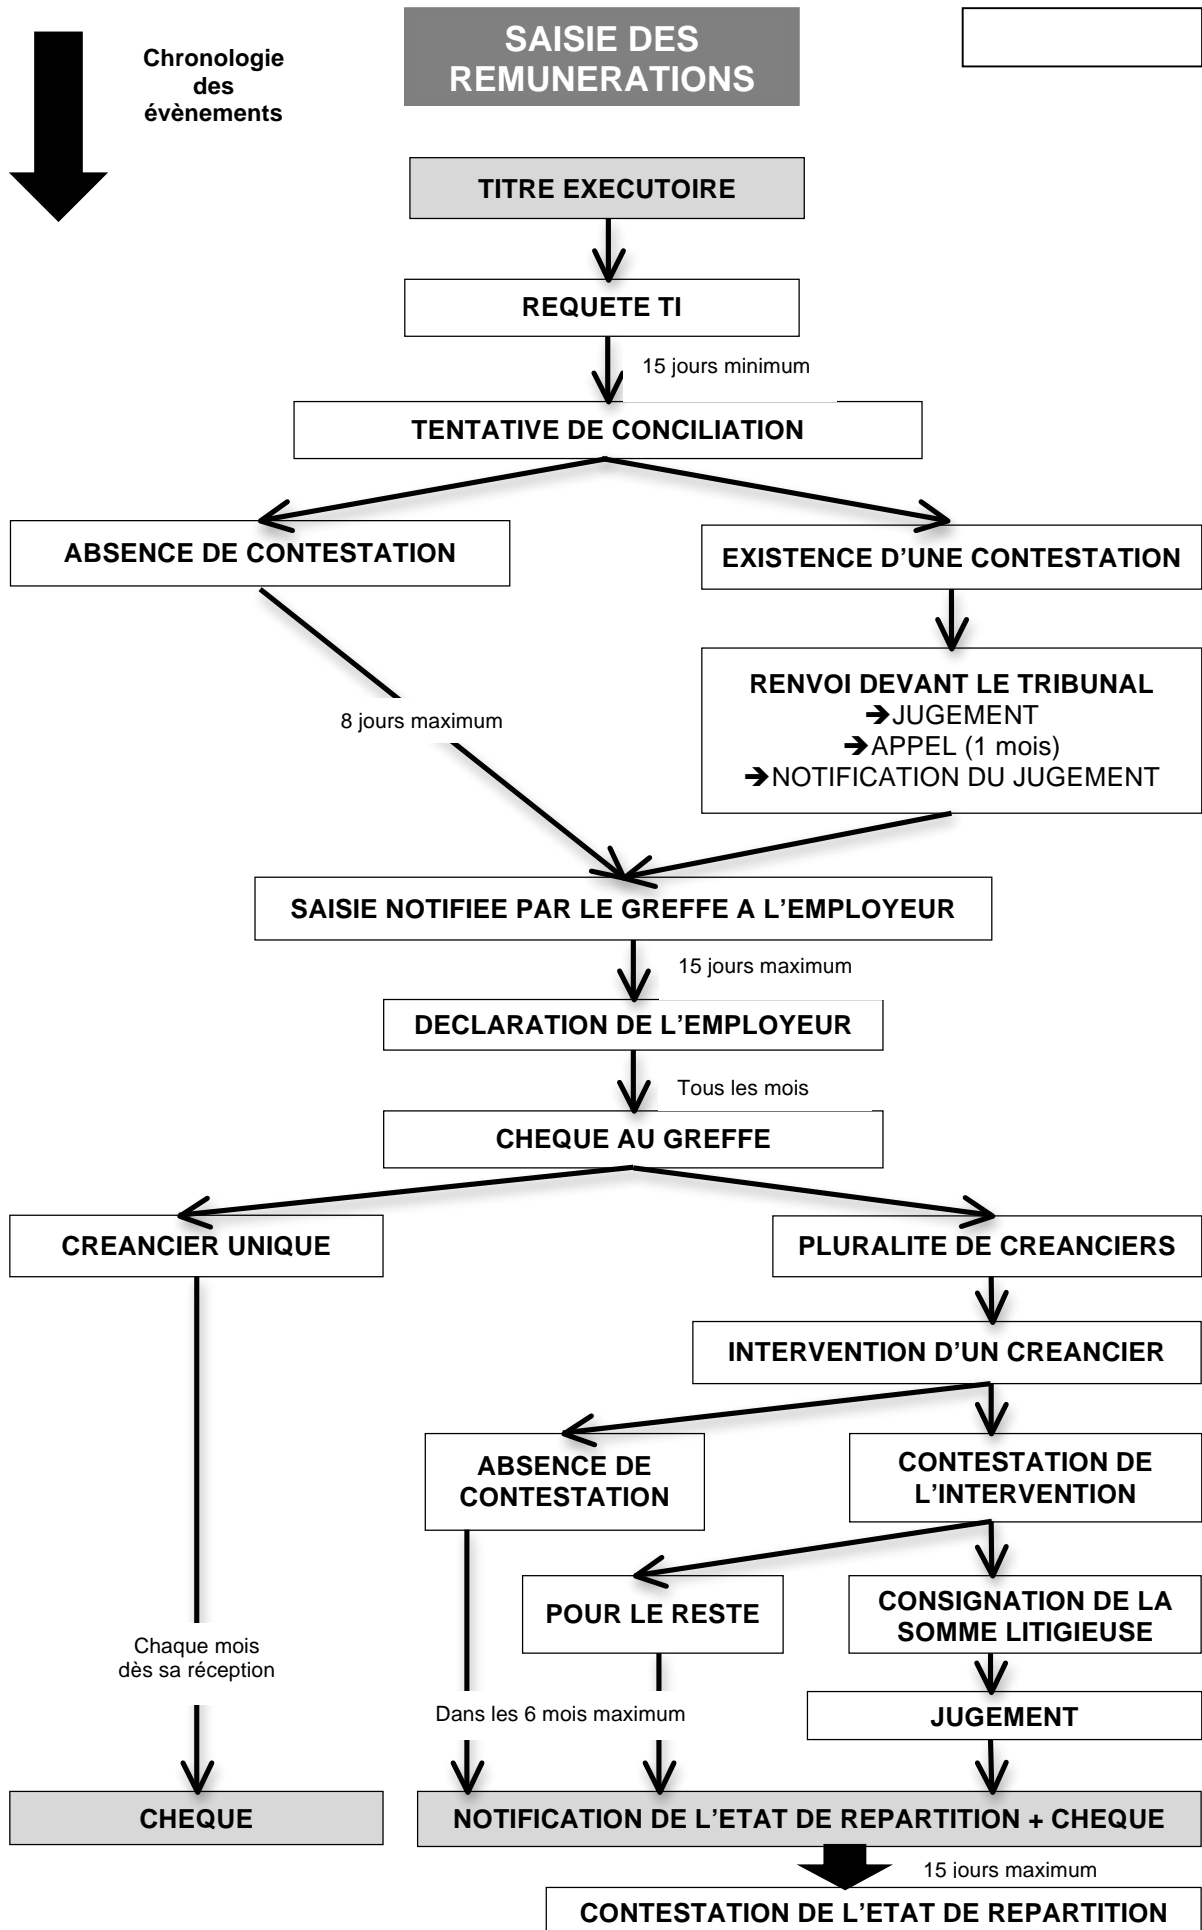 Chronologie
des
évènements
SAISIE DES
REMUNERATIONS
TITRE EXECUTOIRE
REQUETE TI
15 jours minimum
TENTATIVE DE CONCILIATION
ABSENCE DE CONTESTATION
EXISTENCE D'UNE CONTESTATION
RENVOI DEVANT LE TRIBUNAL
➔JUGEMENT
➔APPEL (1 mois)
➔NOTIFICATION DU JUGEMENT
8 jours maximum
SAISIE NOTIFIEE PAR LE GREFFE A L'EMPLOYEUR
15 jours maximum
DECLARATION DE L'EMPLOYEUR
Tous les mois
CHEQUE AU GREFFE
CREANCIER UNIQUE
PLURALITE DE CREANCIERS
INTERVENTION D'UN CREANCIER
ABSENCE DE
CONTESTATION
CONTESTATION DE
L'INTERVENTION
POUR LE RESTE
CONSIGNATION DE LA
SOMME LITIGIEUSE
Chaque mois
dès sa réception
Dans les 6 mois maximum
JUGEMENT
CHEQUE
NOTIFICATION DE L'ETAT DE REPARTITION + CHEQUE
15 jours maximum
CONTESTATION DE L'ETAT DE REPARTITION